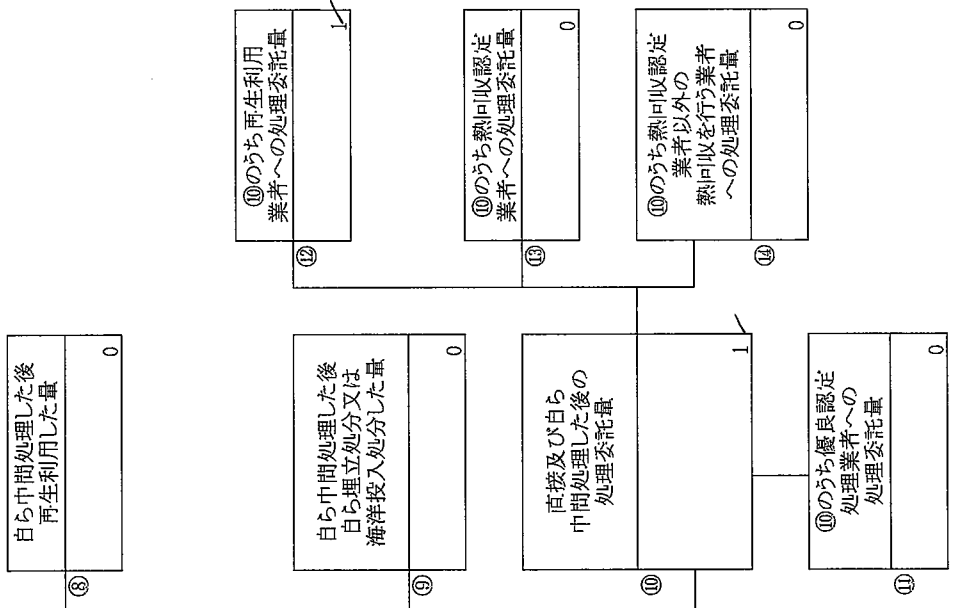 ⑧
自ら中間処理した後
再生利用した量
0
⑨
自ら中間処理した後
自ら埋立処分又は
海洋投入処分した量
0
⑩
直接及び自ら
中間処理した後の
処理委託量
1
⑪
⑩のうち優良認定
処理業者への
処理委託量
0
⑫
⑩のうち再生利用
業者への処理委託量
1
⑬
⑩のうち熱回収認定
業者への処理委託量
0
⑭
⑩のうち熱回収認定
業者以外の
熱回収を行う業者
への処理委託量
0